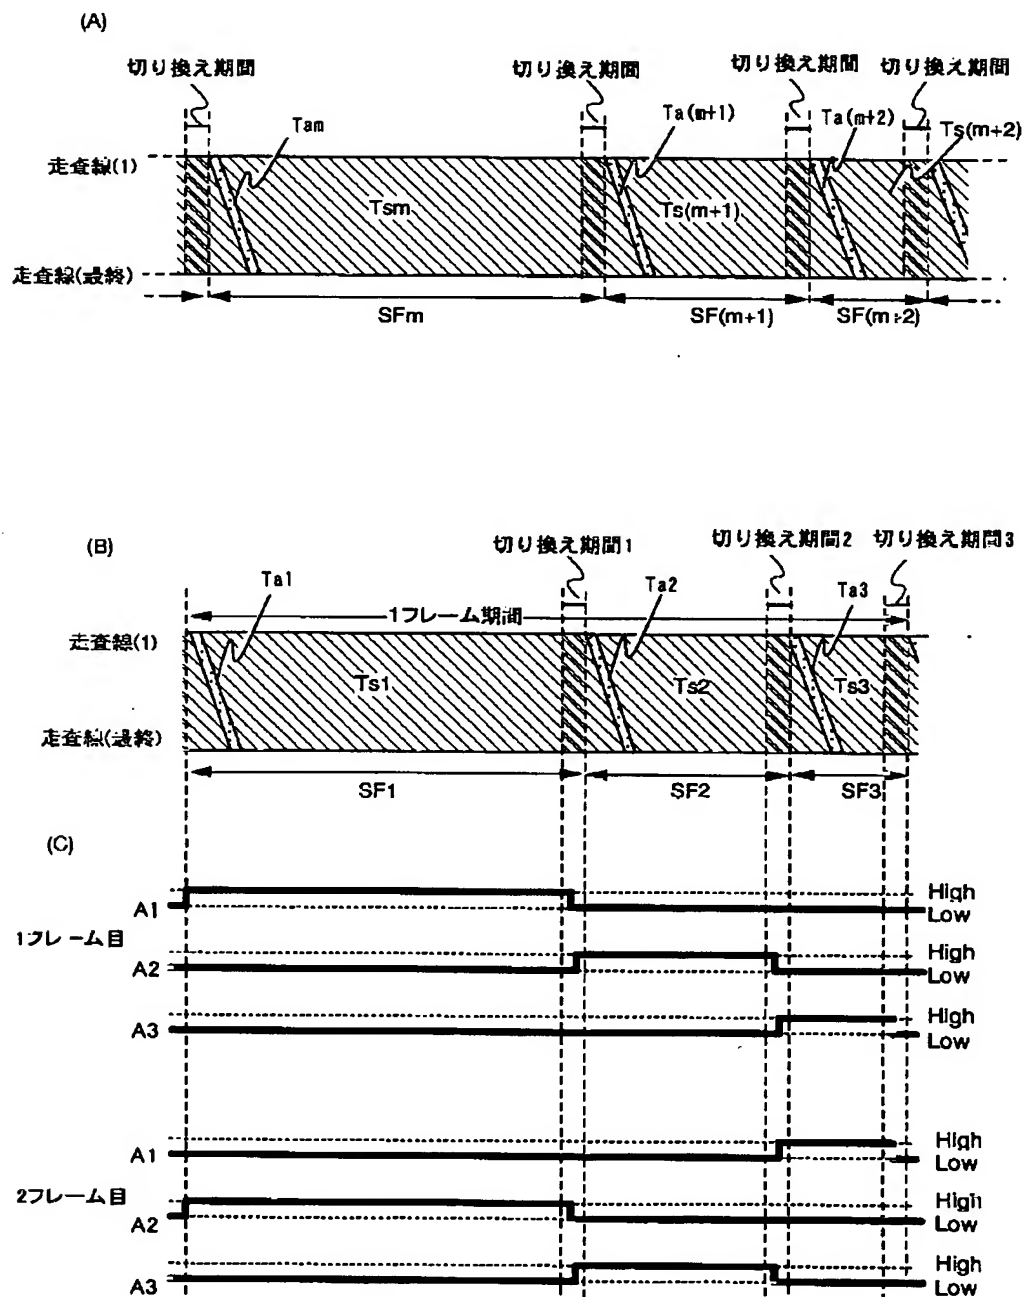 (A)
切り換え期間 切り換え期間 切り換え期間 切り換え期間
Tam Ta(m+1) Ta(m+2) Ts(m+2)
走査線(1)
Tsm Ts(m+1)
走査線(最終)
SFm SF(m+1) SF(m+2)
(B)
切り換え期間1 切り換え期間2 切り換え期間3
Ta1 Ta2 Ta3
1フレーム期間
走査線(1)
Ts1 Ts2 Ts3
走査線(最終)
SF1 SF2 SF3
(C)
High
A1 Low
1フレーム目
High
A2 Low
High
A3 Low
High
A1 Low
2フレーム目
High
A2 Low
High
A3 Low